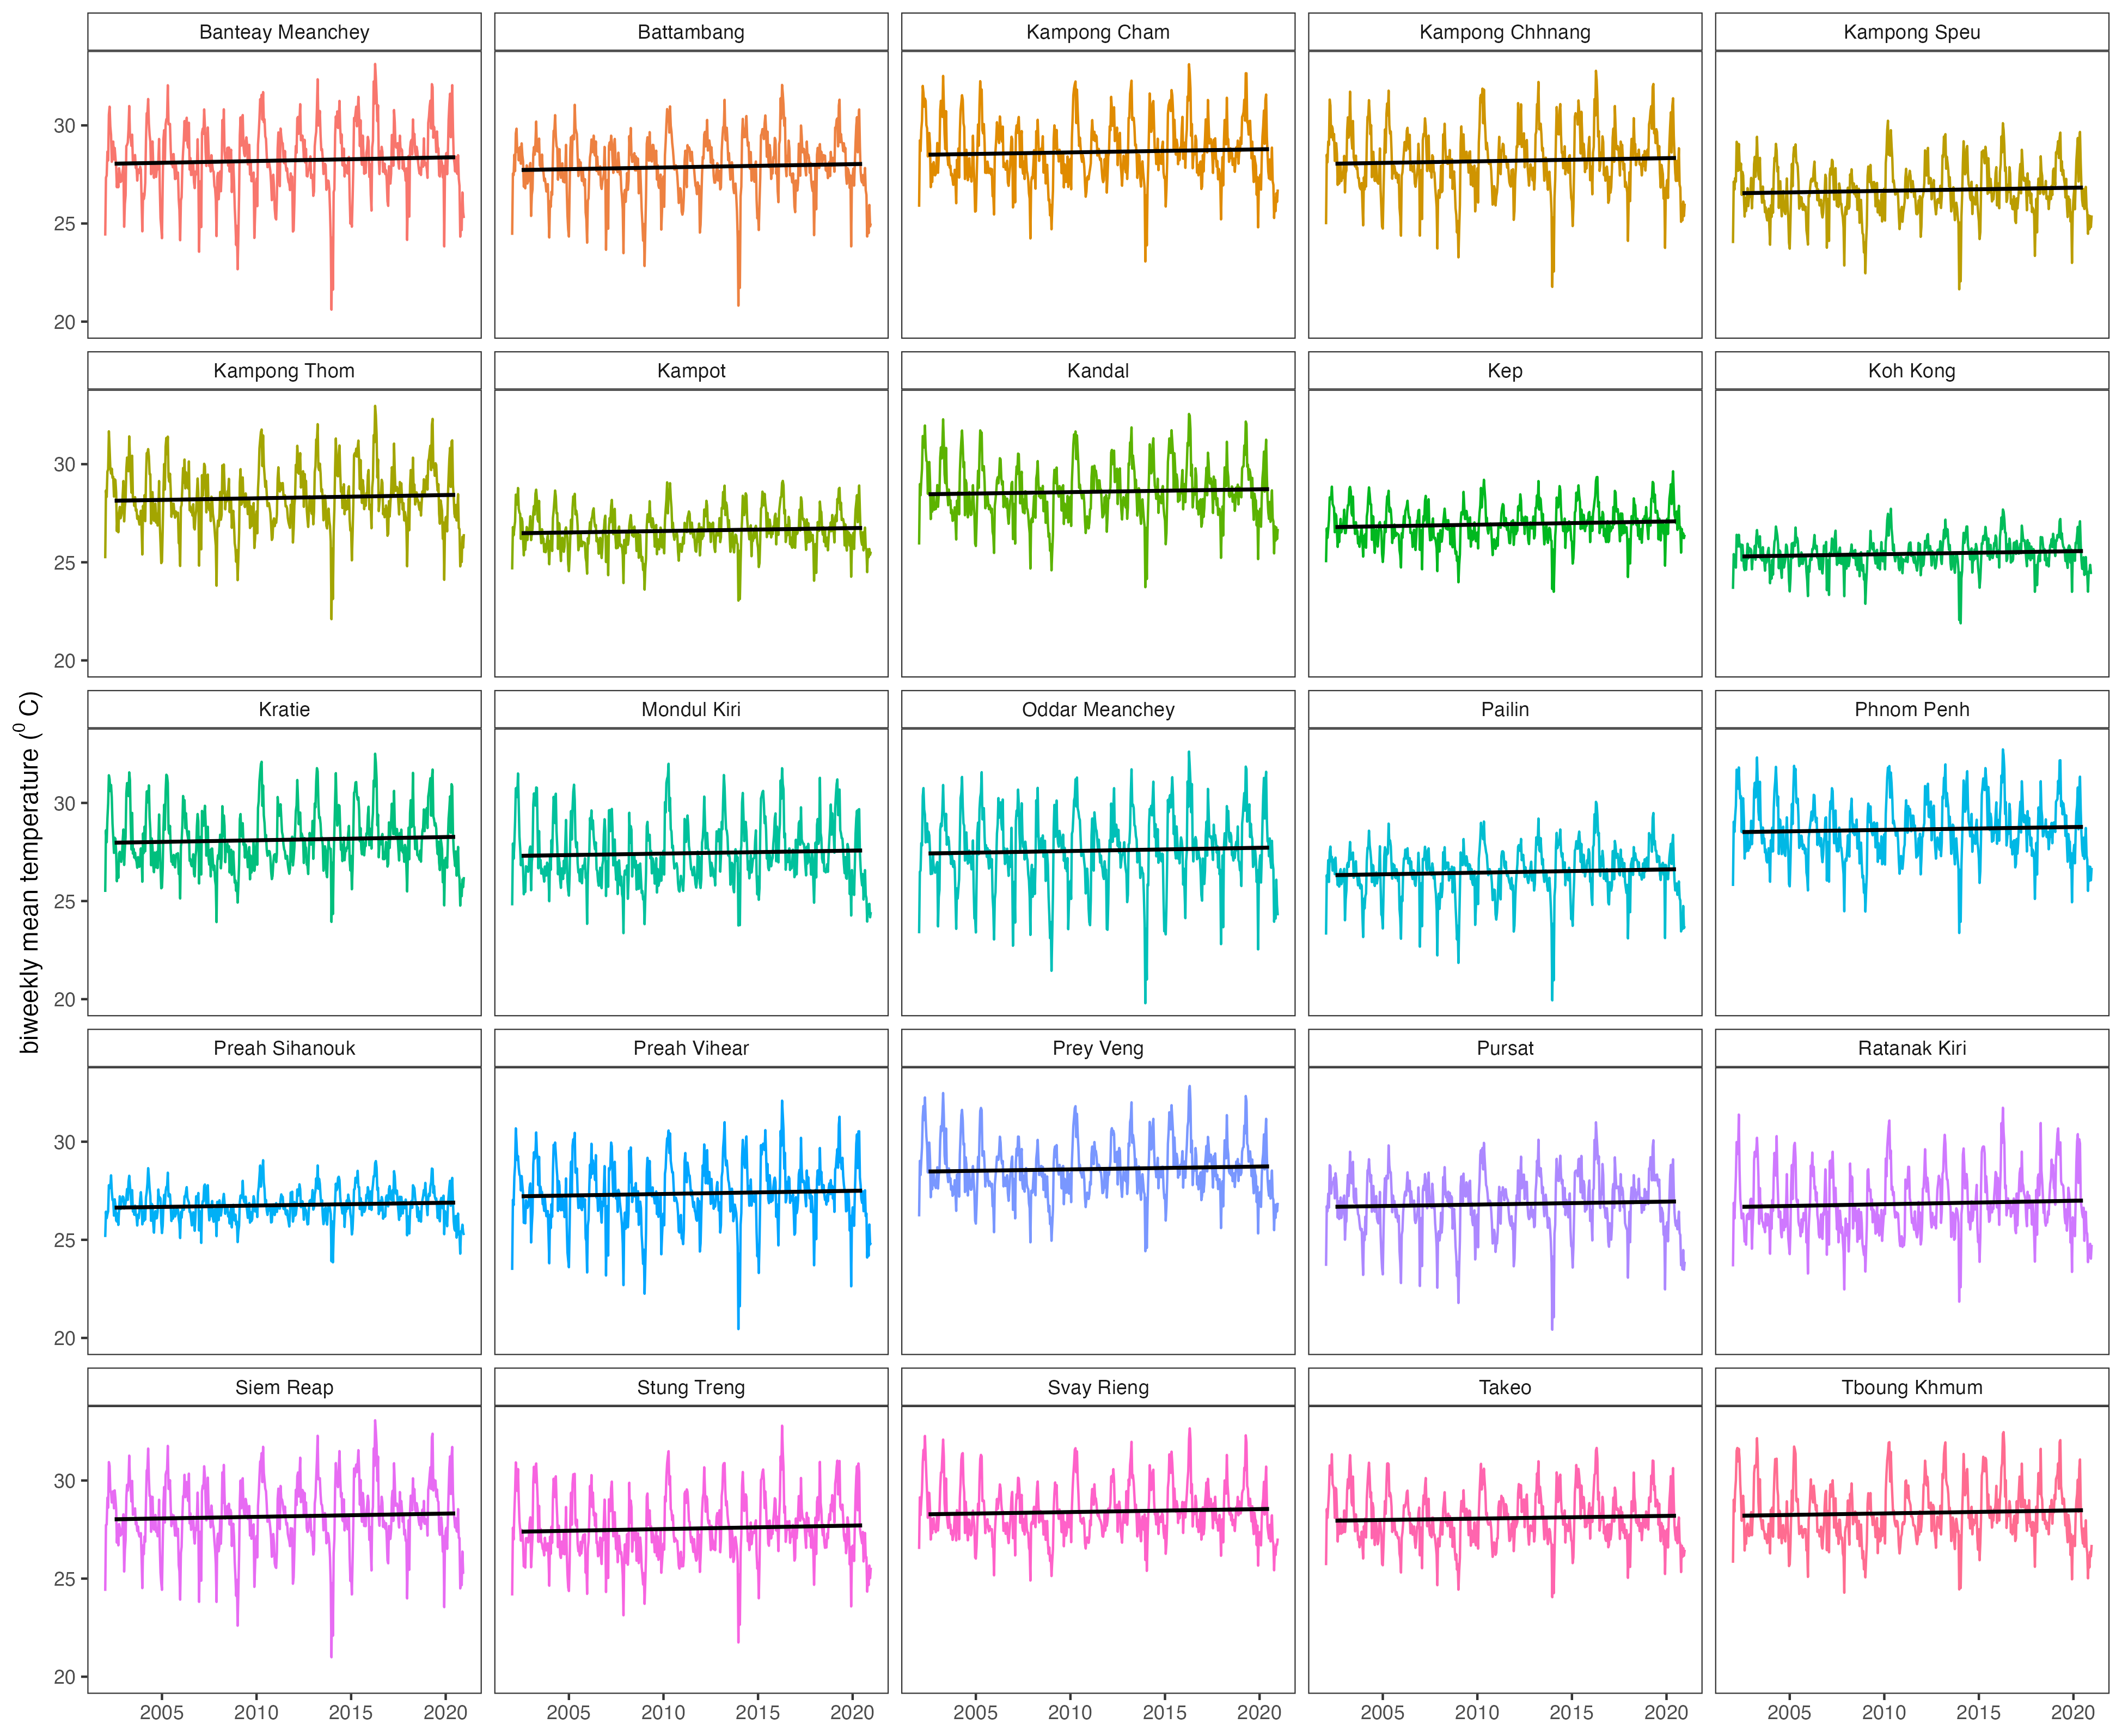 Banteay Meanchey
Battambang
Kampong Cham
Kampong Chhnang
Kampong Speu
30
25
20
Kampong Thom
Kampot
Kandal
Kep
Koh Kong
30
25
20
biweekly mean temperature (⁰ C)
Kratie
Mondul Kiri
Oddar Meanchey
Pailin
Phnom Penh
30
25
20
Preah Sihanouk
Preah Vihear
Prey Veng
Pursat
Ratanak Kiri
30
25
20
Siem Reap
Stung Treng
Svay Rieng
Takeo
Tboung Khmum
30
25
20
2005 2010 2015 2020
2005 2010 2015 2020
2005 2010 2015 2020
2005 2010 2015 2020
2005 2010 2015 2020